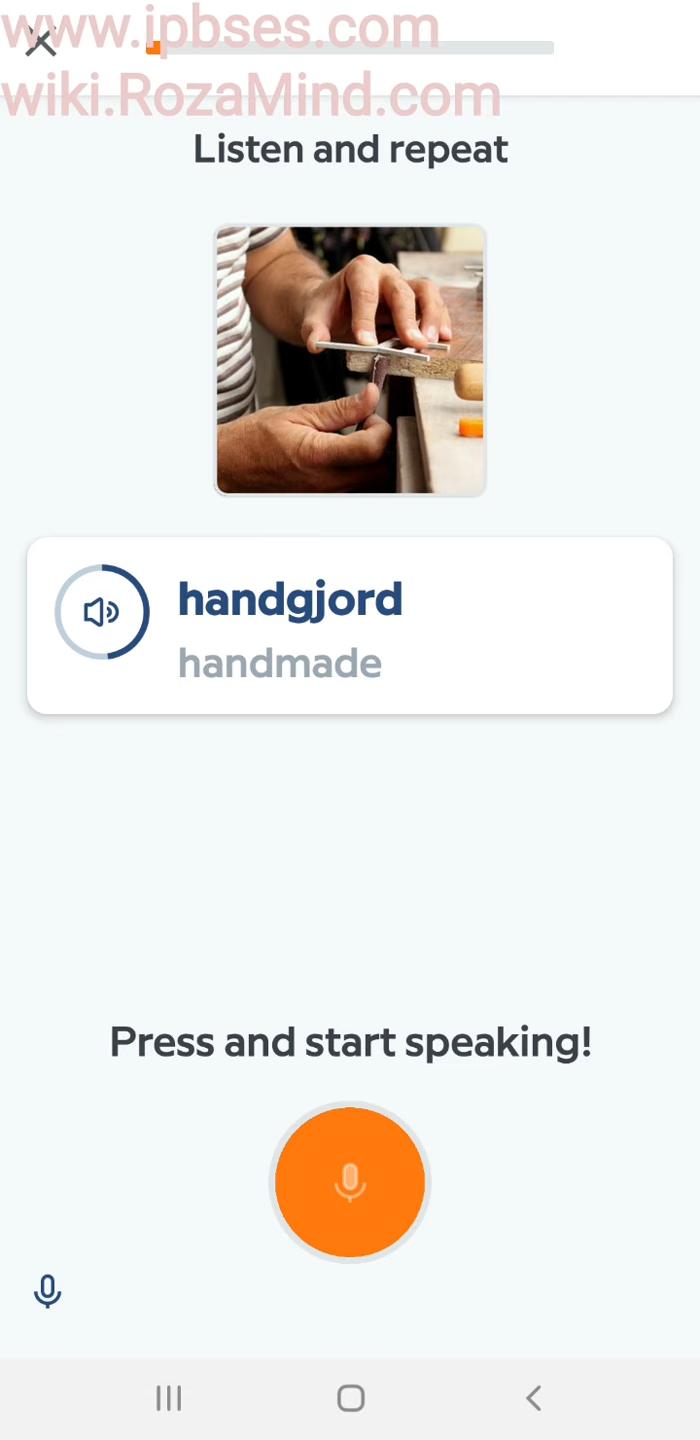 www.ipbses.com
wiki.RozaMind.com
Listen and repeat
handgjord
handmade
Press and start speaking!